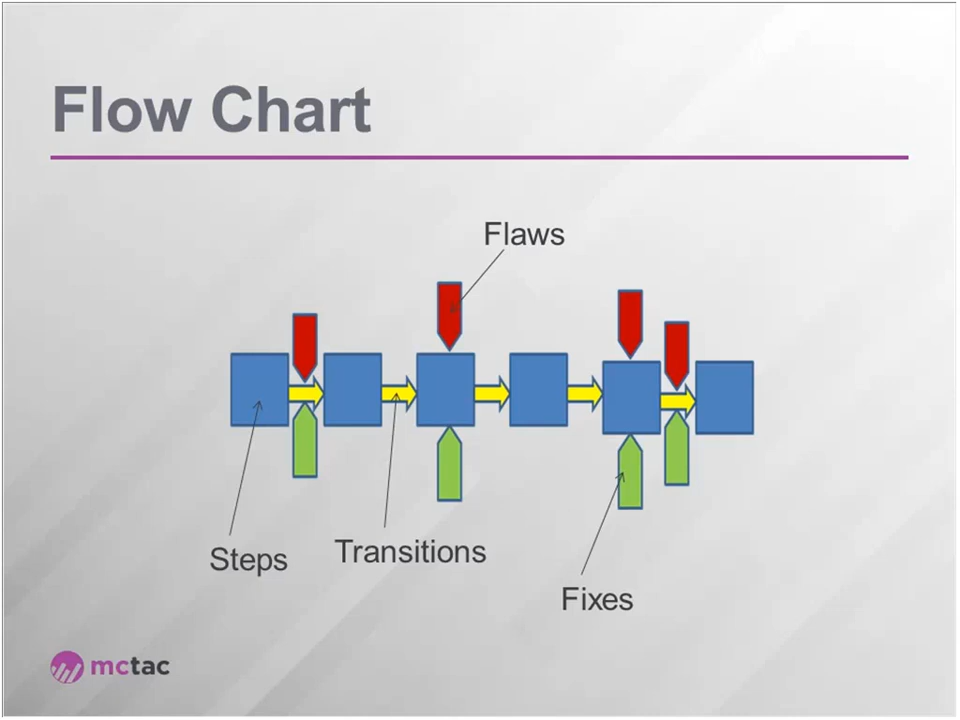 Flow Chart
Flaws
Steps
Transitions
Fixes
mctac